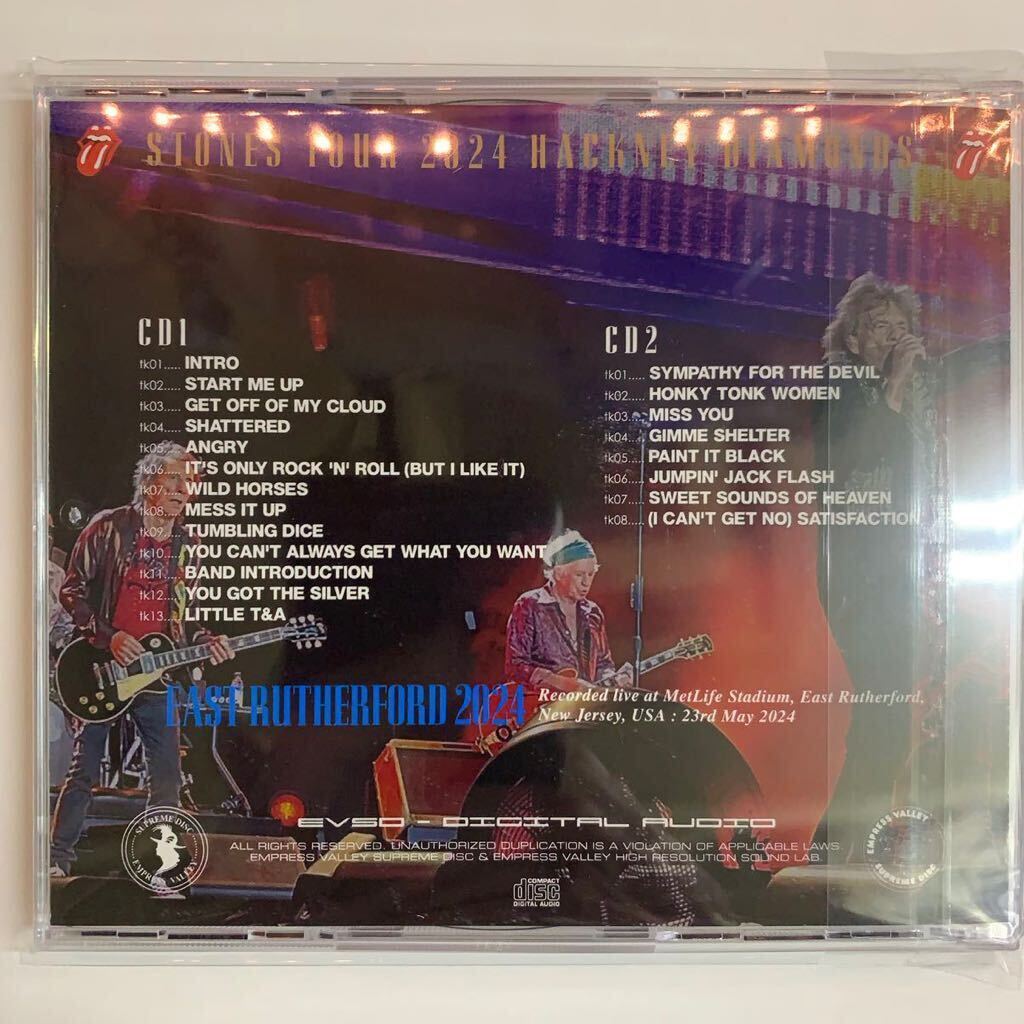 STONES TOUR 2024 HACKNEY DIAMONDS
CD1
tk01..... INTRO
tk02..... START ME UP
tk03..... GET OFF OF MY CLOUD
tk04..... SHATTERED
tk05..... ANGRY
tk06..... IT'S ONLY ROCK 'N' ROLL (BUT I LIKE IT)
tk07..... WILD HORSES
tk08..... MESS IT UP
tk09..... TUMBLING DICE
tk10..... YOU CAN'T ALWAYS GET WHAT YOU WANT
tk11..... BAND INTRODUCTION
tk12..... YOU GOT THE SILVER
tk13..... LITTLE T&A
CD2
tk01..... SYMPATHY FOR THE DEVIL
tk02..... HONKY TONK WOMEN
tk03..... MISS YOU
tk04..... GIMME SHELTER
tk05..... PAINT IT BLACK
tk06..... JUMPIN' JACK FLASH
tk07..... SWEET SOUNDS OF HEAVEN
tk08..... (I CAN'T GET NO) SATISFACTION
EAST RUTHERFORD 2024
Recorded live at MetLife Stadium, East Rutherford,
New Jersey, USA : 23rd May 2024
EVSD - DIGITAL AUDIO
ALL RIGHTS RESERVED. UNAUTHORIZED DUPLICATION IS A VIOLATION OF APPLICABLE LAWS.
EMPRESS VALLEY SUPREME DISC & EMPRESS VALLEY HIGH RESOLUTION SOUND LAB.
SUPREME DISC
EMPRESS VALLEY
COMPACT
disc
DIGITAL AUDIO
EMPRESS VALLEY
SUPREME DISC